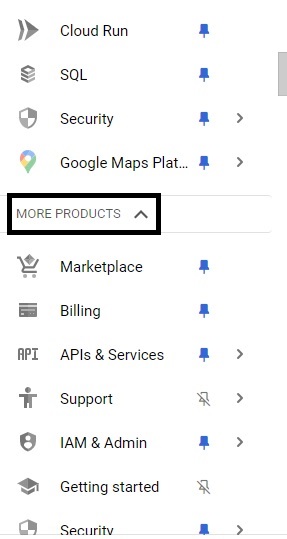 Cloud Run
SQL
Security
Google Maps Plat...
MORE PRODUCTS
Marketplace
Billing
API APIs & Services
Support
IAM & Admin
Getting started
Security